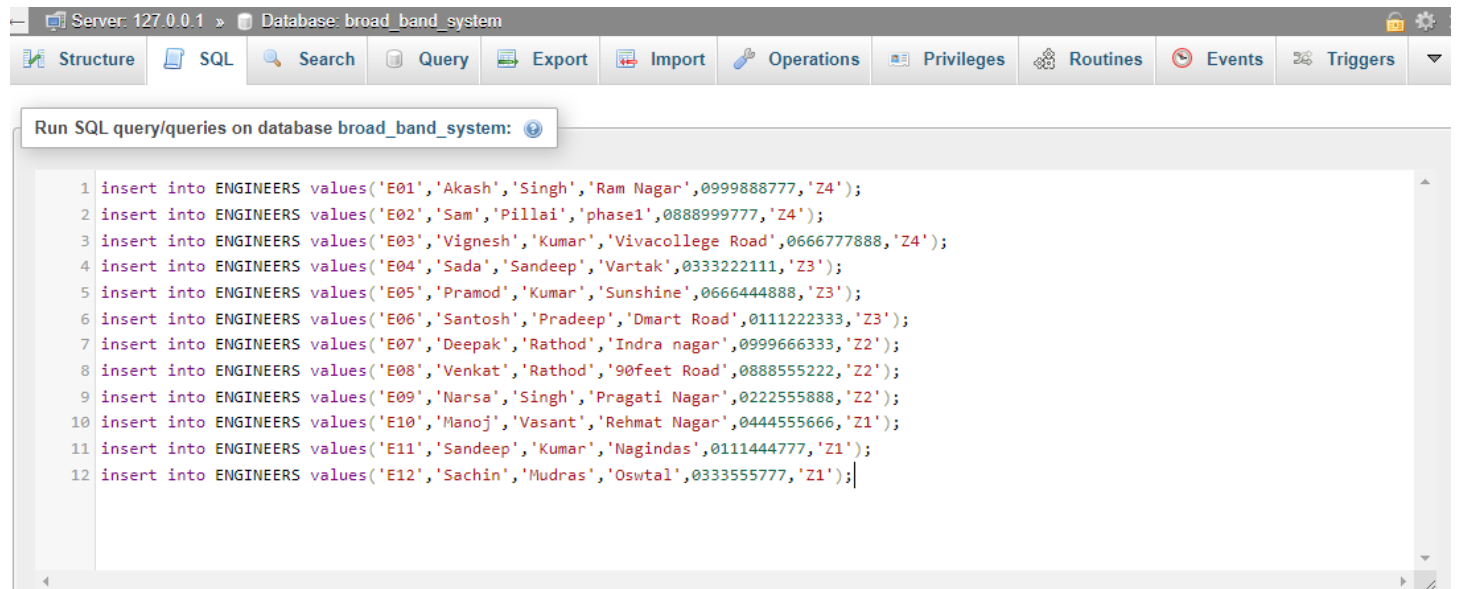 Server: 127.0.0.1 » Database: broad_band_system
Structure SQL Search Query Export Import Operations Privileges Routines Events Triggers
Run SQL query/queries on database broad_band_system:
1 insert into ENGINEERS values('E01','Akash','Singh','Ram Nagar',0999888777,'Z4');
2 insert into ENGINEERS values('E02','Sam','Pillai','phase1',0888999777,'Z4');
3 insert into ENGINEERS values('E03','Vignesh','Kumar','Vivacollege Road',0666777888,'Z4');
4 insert into ENGINEERS values('E04','Sada','Sandeep','Vartak',0333222111,'Z3');
5 insert into ENGINEERS values('E05','Pramod','Kumar','Sunshine',0666444888,'Z3');
6 insert into ENGINEERS values('E06','Santosh','Pradeep','Dmart Road',0111222333,'Z3');
7 insert into ENGINEERS values('E07','Deepak','Rathod','Indra nagar',0999666333,'Z2');
8 insert into ENGINEERS values('E08','Venkat','Rathod','90feet Road',0888555222,'Z2');
9 insert into ENGINEERS values('E09','Narsa','Singh','Pragati Nagar',0222555888,'Z2');
10 insert into ENGINEERS values('E10','Manoj','Vasant','Rehmat Nagar',0444555666,'Z1');
11 insert into ENGINEERS values('E11','Sandeep','Kumar','Nagindas',0111444777,'Z1');
12 insert into ENGINEERS values('E12','Sachin','Mudras','Oswtal',0333555777,'Z1');